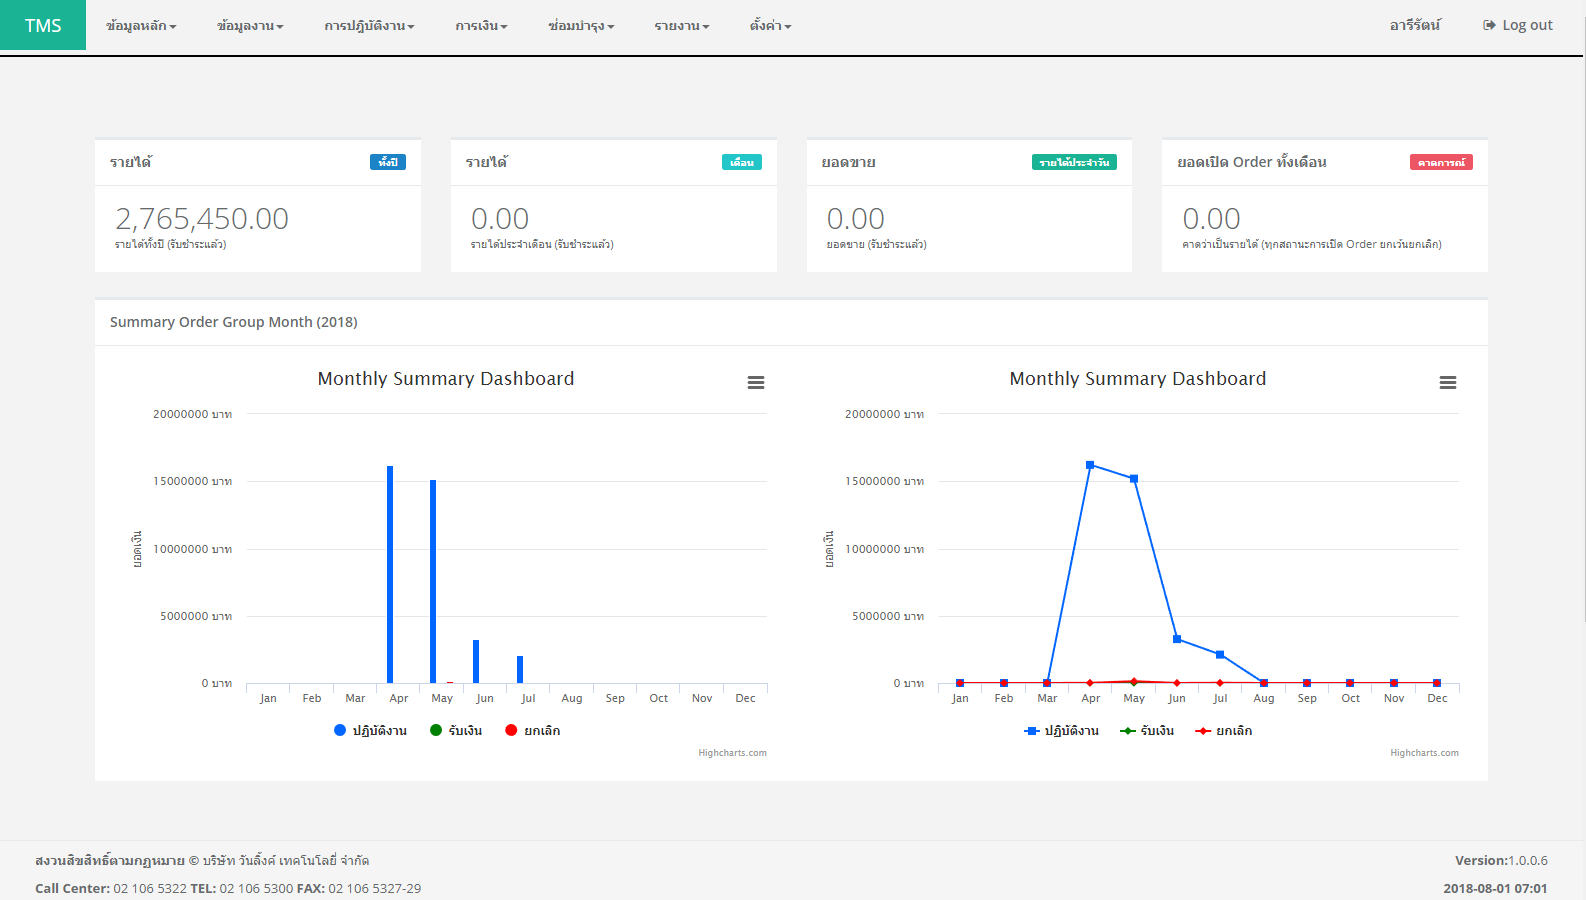 TMS ข้อมูลหลัก ข้อมูลงาน การปฏิบัติงาน การเงิน ซ่อมบำรุง รายงาน ตั้งค่า อารีรัตน์ Log out
รายได้ ทั้งปี
2,765,450.00
รายได้ทั้งปี (รับชำระแล้ว)
รายได้ เดือน
0.00
รายได้ประจำเดือน (รับชำระแล้ว)
ยอดขาย รายได้ประจำวัน
0.00
ยอดขาย (รับชำระแล้ว)
ยอดเปิด Order ทั้งเดือน คาดการณ์
0.00
คาดว่าเป็นรายได้ (ทุกสถานะการเปิด Order ยกเว้นยกเลิก)
Summary Order Group Month (2018)
Monthly Summary Dashboard
20000000 บาท
15000000 บาท
10000000 บาท
5000000 บาท
0 บาท
ยอดเงิน
Jan Feb Mar Apr May Jun Jul Aug Sep Oct Nov Dec
ปฏิบัติงาน รับเงิน ยกเลิก
Highcharts.com
Monthly Summary Dashboard
20000000 บาท
15000000 บาท
10000000 บาท
5000000 บาท
0 บาท
ยอดเงิน
Jan Feb Mar Apr May Jun Jul Aug Sep Oct Nov Dec
ปฏิบัติงาน รับเงิน ยกเลิก
Highcharts.com
สงวนสิขสิทธิ์ตามกฏหมาย © บริษัท วันลิ้งค์ เทคโนโลยี่ จำกัด
Version:1.0.0.6
Call Center: 02 106 5322 TEL: 02 106 5300 FAX: 02 106 5327-29
2018-08-01 07:01